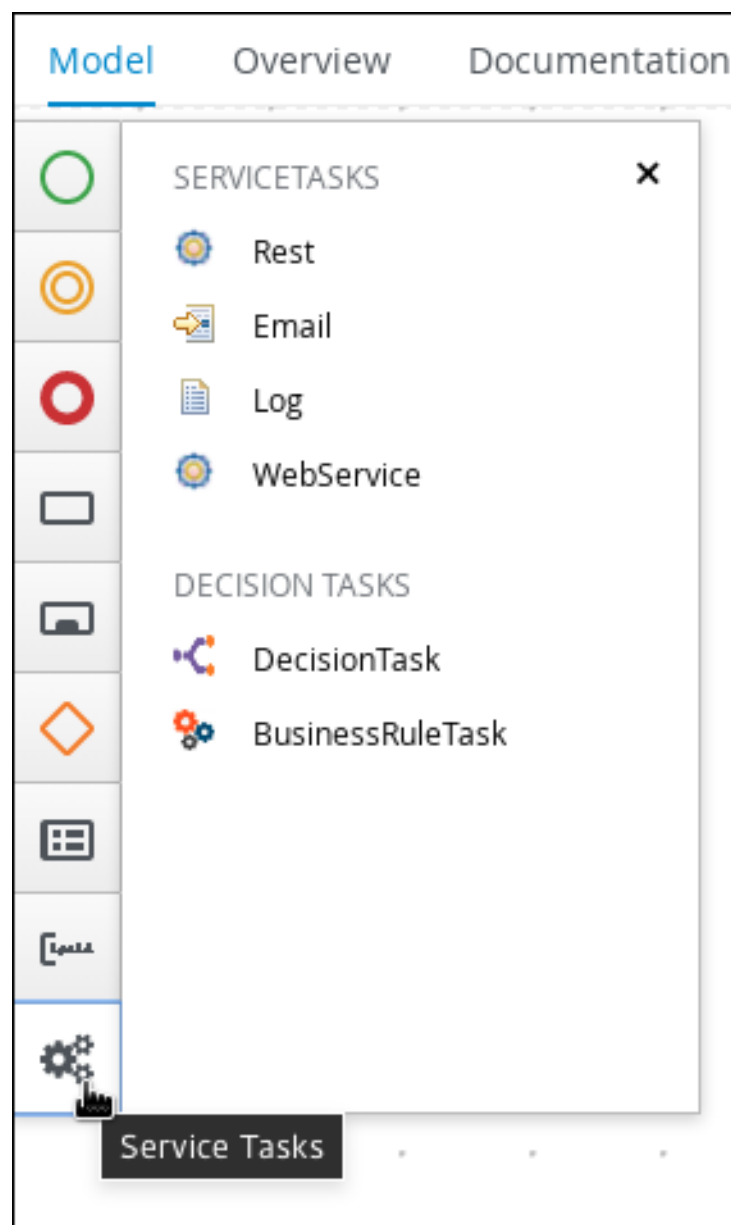 Model Overview Documentation
SERVICETASKS
Rest
Email
Log
WebService
DECISION TASKS
DecisionTask
BusinessRuleTask
Service Tasks